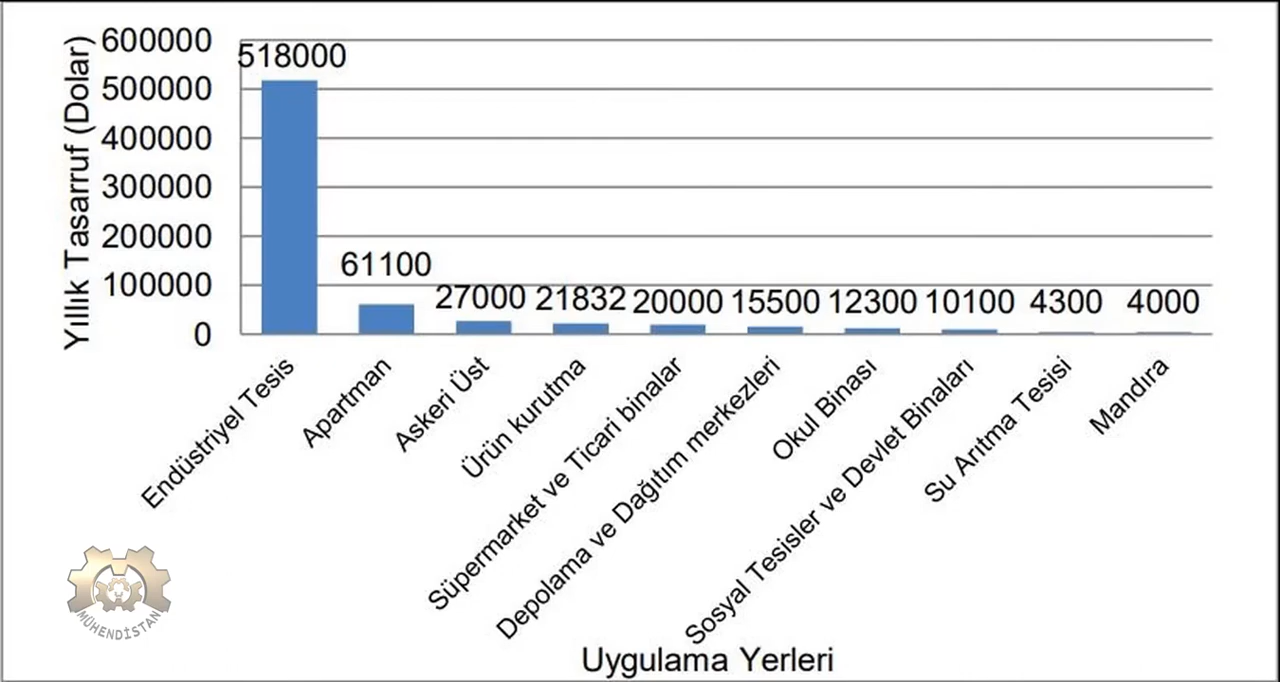 Yıllık Tasarruf (Dolar)
600000
500000
400000
300000
200000
100000
0
518000
61100
27000
21832
20000
15500
12300
10100
4300
4000
Endüstriyel Tesis
Apartman
Askeri Üst
Ürün kurutma
Süpermarket ve Ticari binalar
Depolama ve Dağıtım merkezleri
Okul Binası
Sosyal Tesisler ve Devlet Binaları
Su Arıtma Tesisi
Mandıra
Uygulama Yerleri
MÜHENDİSTAN